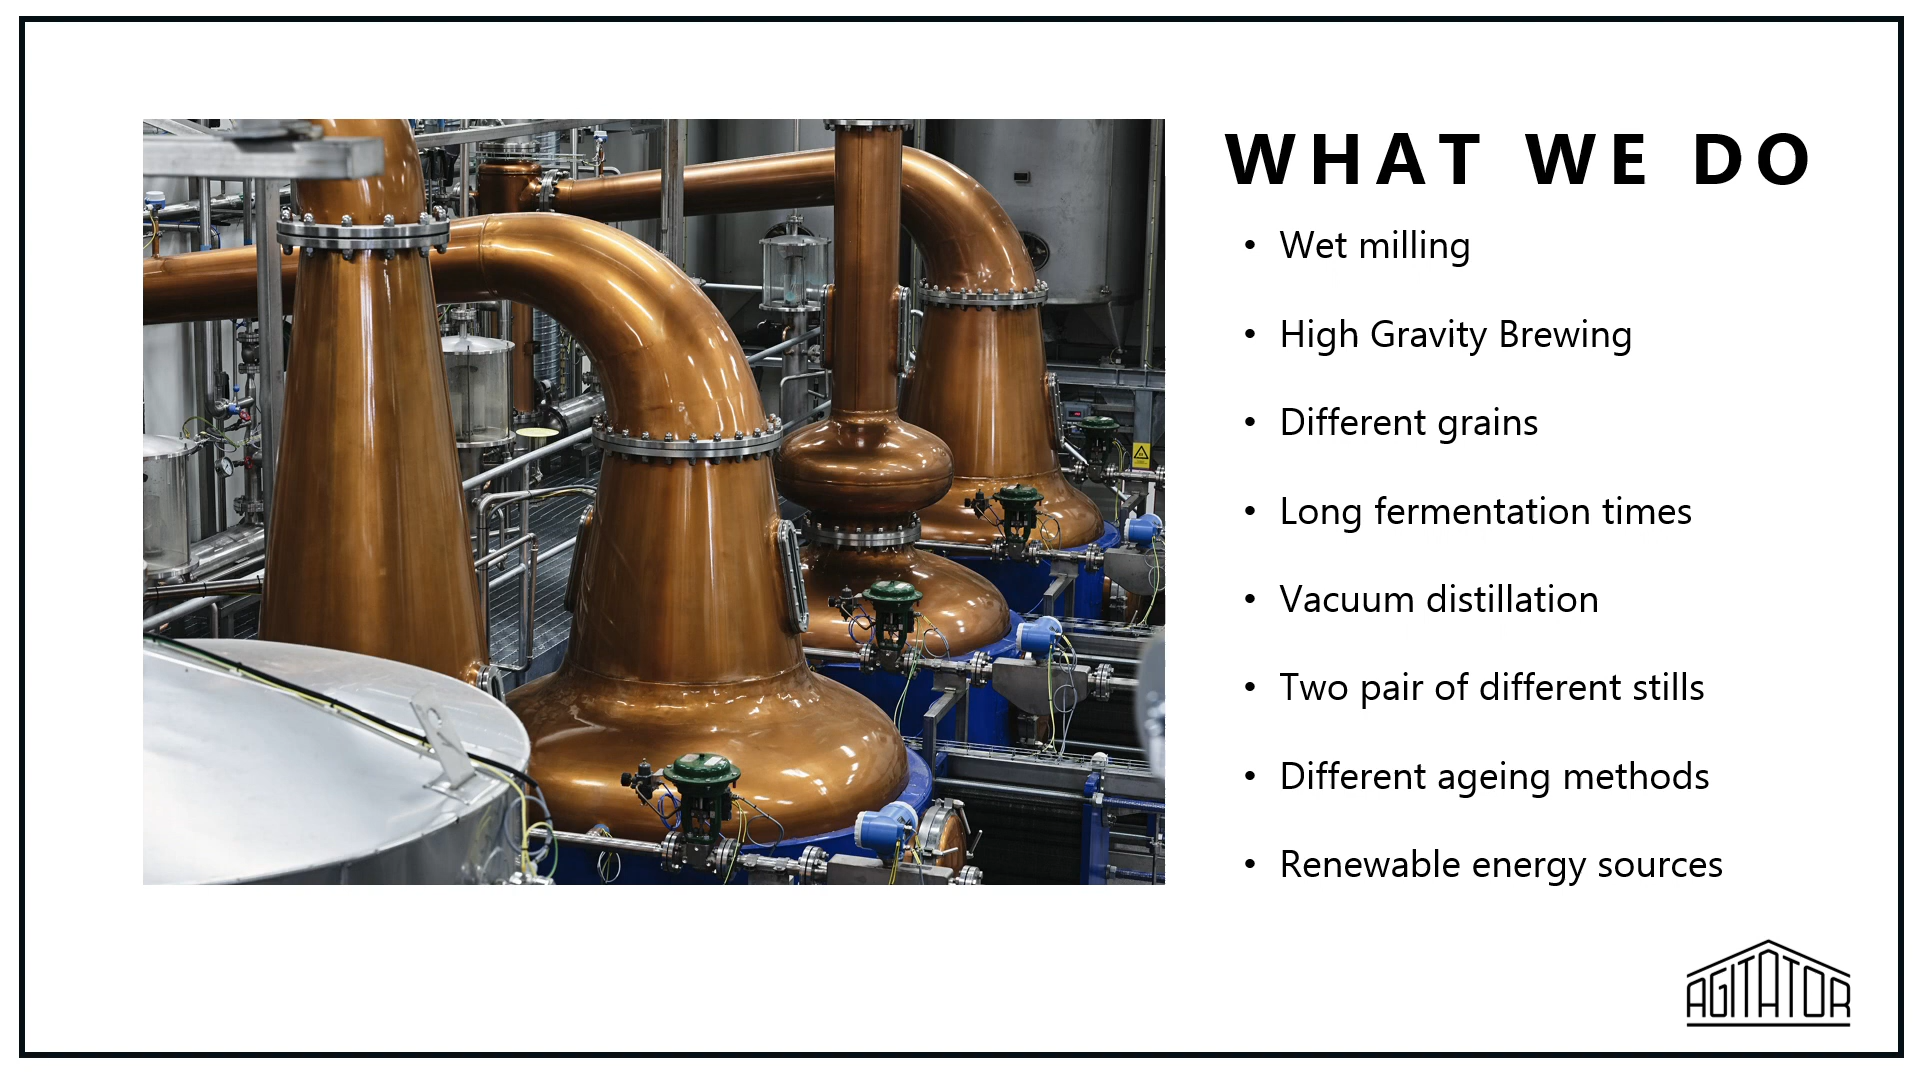 WHAT WE DO
• Wet milling
• High Gravity Brewing
• Different grains
• Long fermentation times
• Vacuum distillation
• Two pair of different stills
• Different ageing methods
• Renewable energy sources
AGITATOR